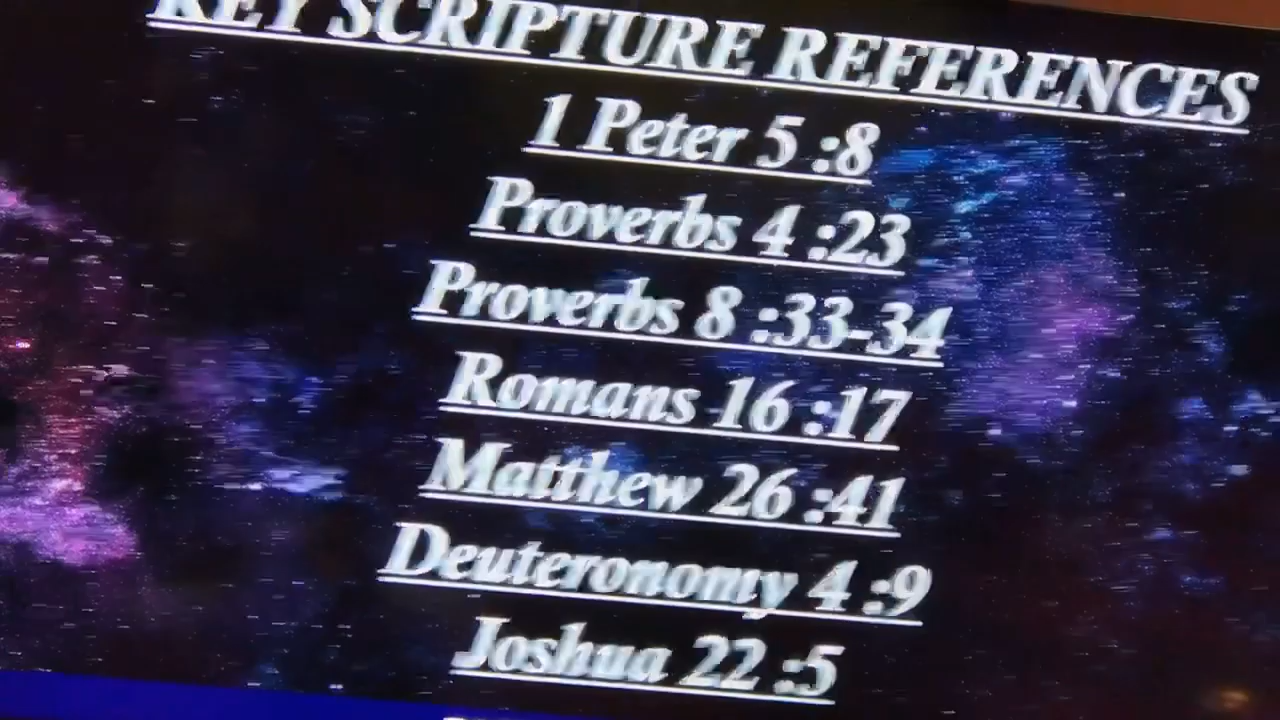 KEY SCRIPTURE REFERENCES
1 Peter 5 :8
Proverbs 4 :23
Proverbs 8 :33-34
Romans 16 :17
Matthew 26 :41
Deuteronomy 4 :9
Joshua 22 :5